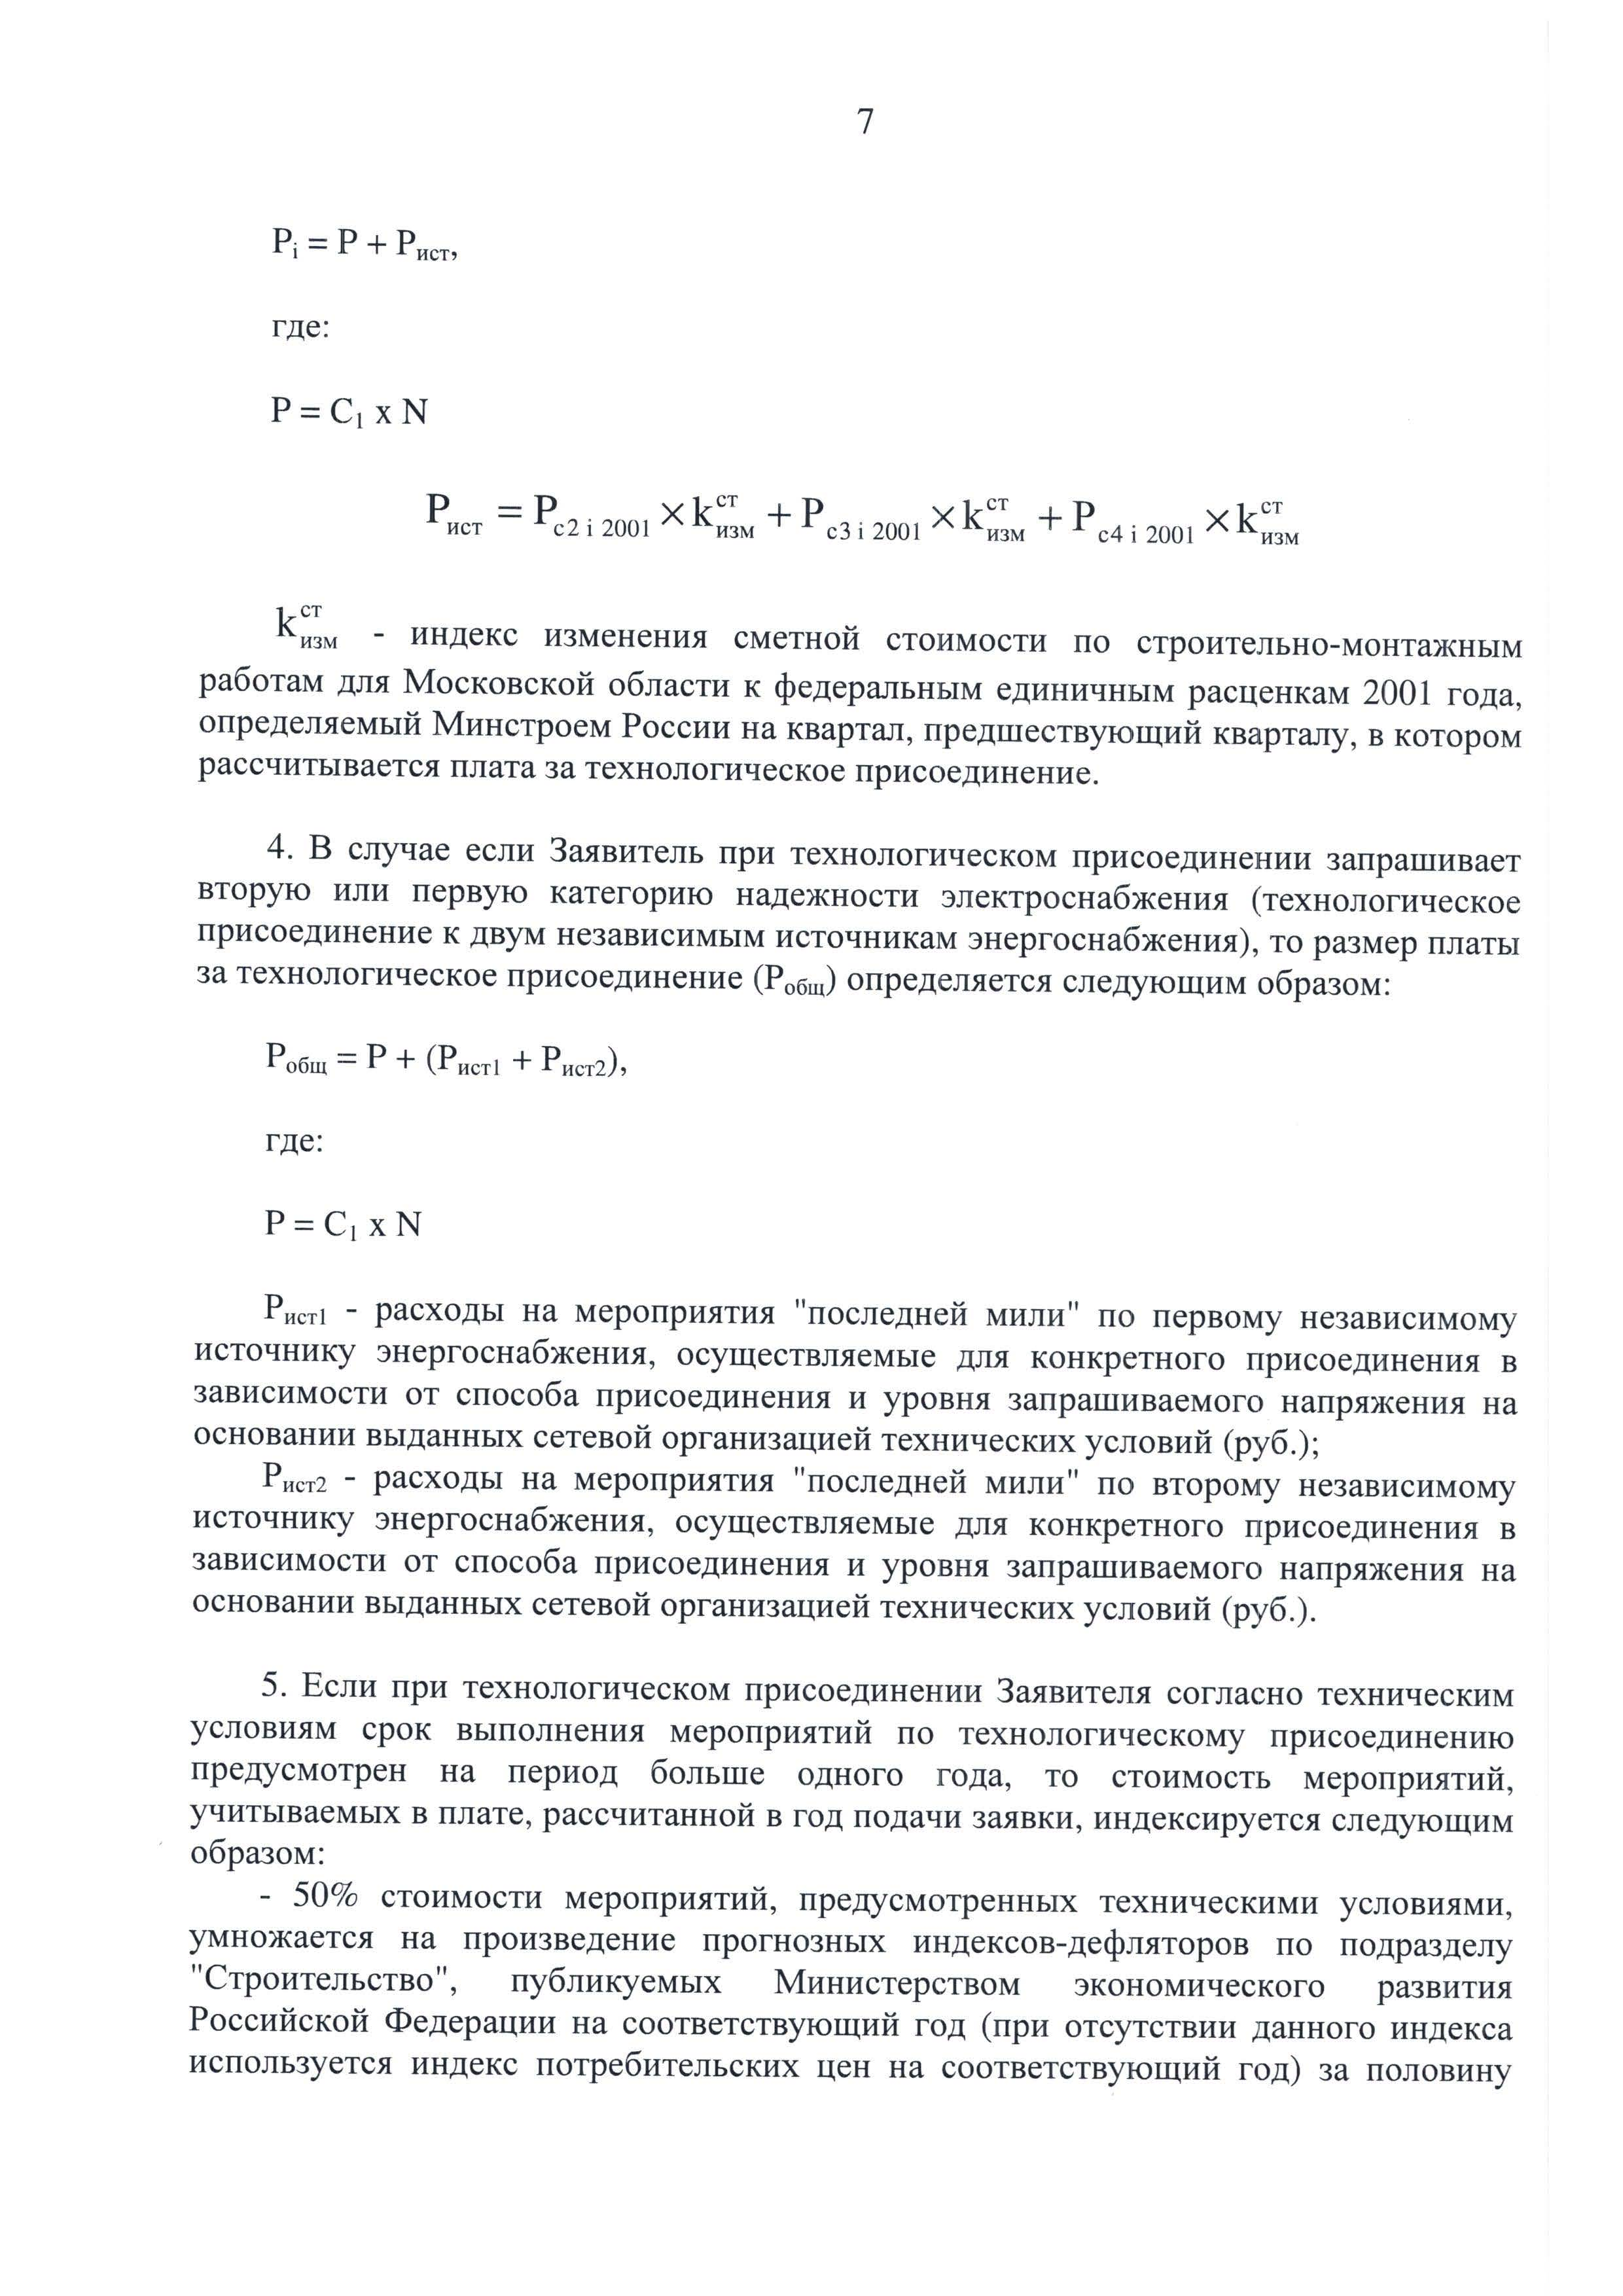 7
Pᵢ = P + Pист,
где:
P = C₁ x N
Pист = Pс2 i 2001 × kстизм + Pс3 i 2001 × kстизм + Pс4 i 2001 × kстизм
kстизм - индекс изменения сметной стоимости по строительно-монтажным
работам для Московской области к федеральным единичным расценкам 2001 года,
определяемый Минстроем России на квартал, предшествующий кварталу, в котором
рассчитывается плата за технологическое присоединение.
4. В случае если Заявитель при технологическом присоединении запрашивает
вторую или первую категорию надежности электроснабжения (технологическое
присоединение к двум независимым источникам энергоснабжения), то размер платы
за технологическое присоединение (Pобщ) определяется следующим образом:
Pобщ = P + (Pист1 + Pист2),
где:
P = C₁ x N
Pист1 - расходы на мероприятия "последней мили" по первому независимому
источнику энергоснабжения, осуществляемые для конкретного присоединения в
зависимости от способа присоединения и уровня запрашиваемого напряжения на
основании выданных сетевой организацией технических условий (руб.);
Pист2 - расходы на мероприятия "последней мили" по второму независимому
источнику энергоснабжения, осуществляемые для конкретного присоединения в
зависимости от способа присоединения и уровня запрашиваемого напряжения на
основании выданных сетевой организацией технических условий (руб.).
5. Если при технологическом присоединении Заявителя согласно техническим
условиям срок выполнения мероприятий по технологическому присоединению
предусмотрен на период больше одного года, то стоимость мероприятий,
учитываемых в плате, рассчитанной в год подачи заявки, индексируется следующим
образом:
- 50% стоимости мероприятий, предусмотренных техническими условиями,
умножается на произведение прогнозных индексов-дефляторов по подразделу
"Строительство", публикуемых Министерством экономического развития
Российской Федерации на соответствующий год (при отсутствии данного индекса
используется индекс потребительских цен на соответствующий год) за половину